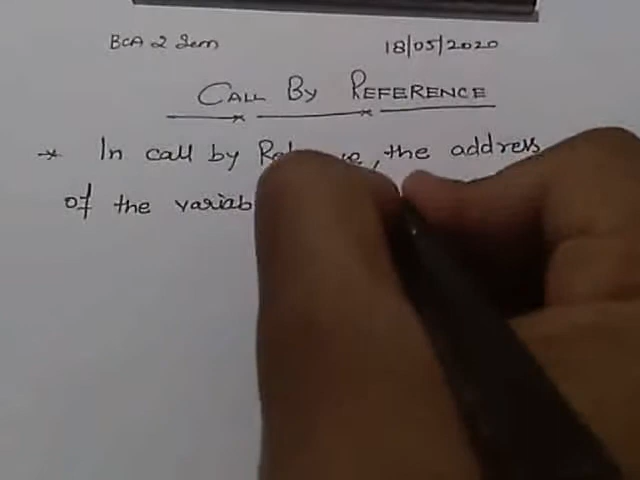 BCA 2 Sem
18/05/2020
CALL BY REFERENCE
* In call by the address
of the